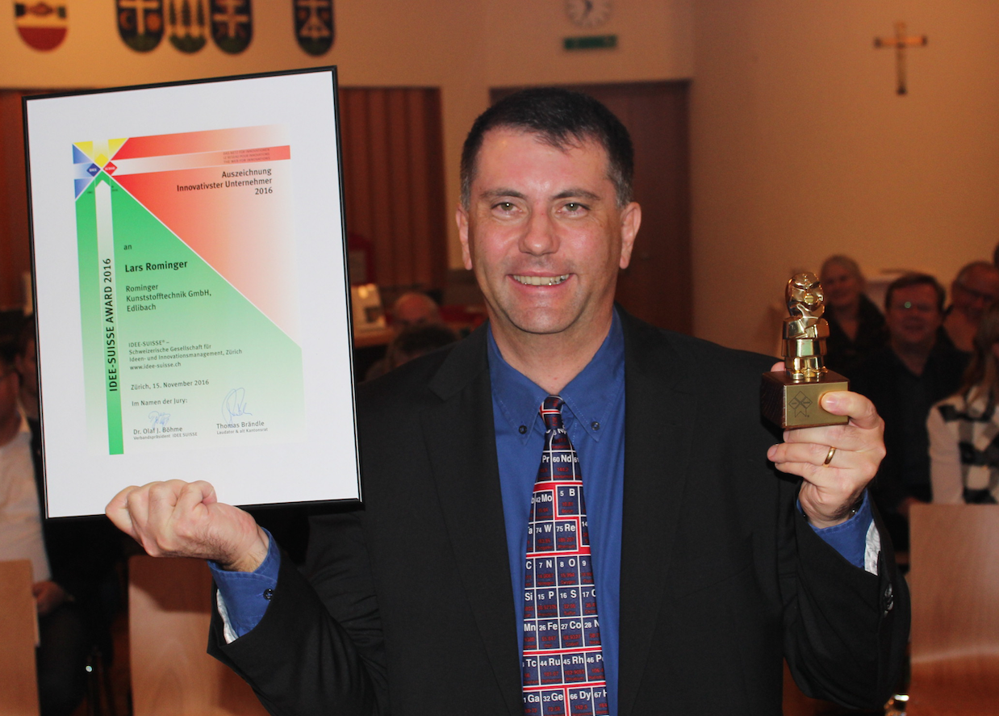 Auszeichnung
Innovativster Unternehmer
2016
an
Lars Rominger
Rominger
Kunststofftechnik GmbH,
Edlibach
IDEE-SUISSE AWARD 2016
IDEE-SUISSE® –
Schweizerische Gesellschaft für
Ideen- und Innovationsmanagement, Zürich
www.idee-suisse.ch
Zürich, 15. November 2016
Im Namen der Jury:
Dr. Olaf J. Böhme
Verbandspräsident IDEE SUISSE
Thomas Brändle
Laudator & alt Kantonsrat
Pr 60 Nd 61
42 Mo 5 B
74 W 75 Re
C 7 N 8 O 9
Si 15 P 16 S 17
Mn 26 Fe 27 Co 28 N
Tc 44 Ru 45 Rh 46
Ga 32 Ge 66 Dy 67